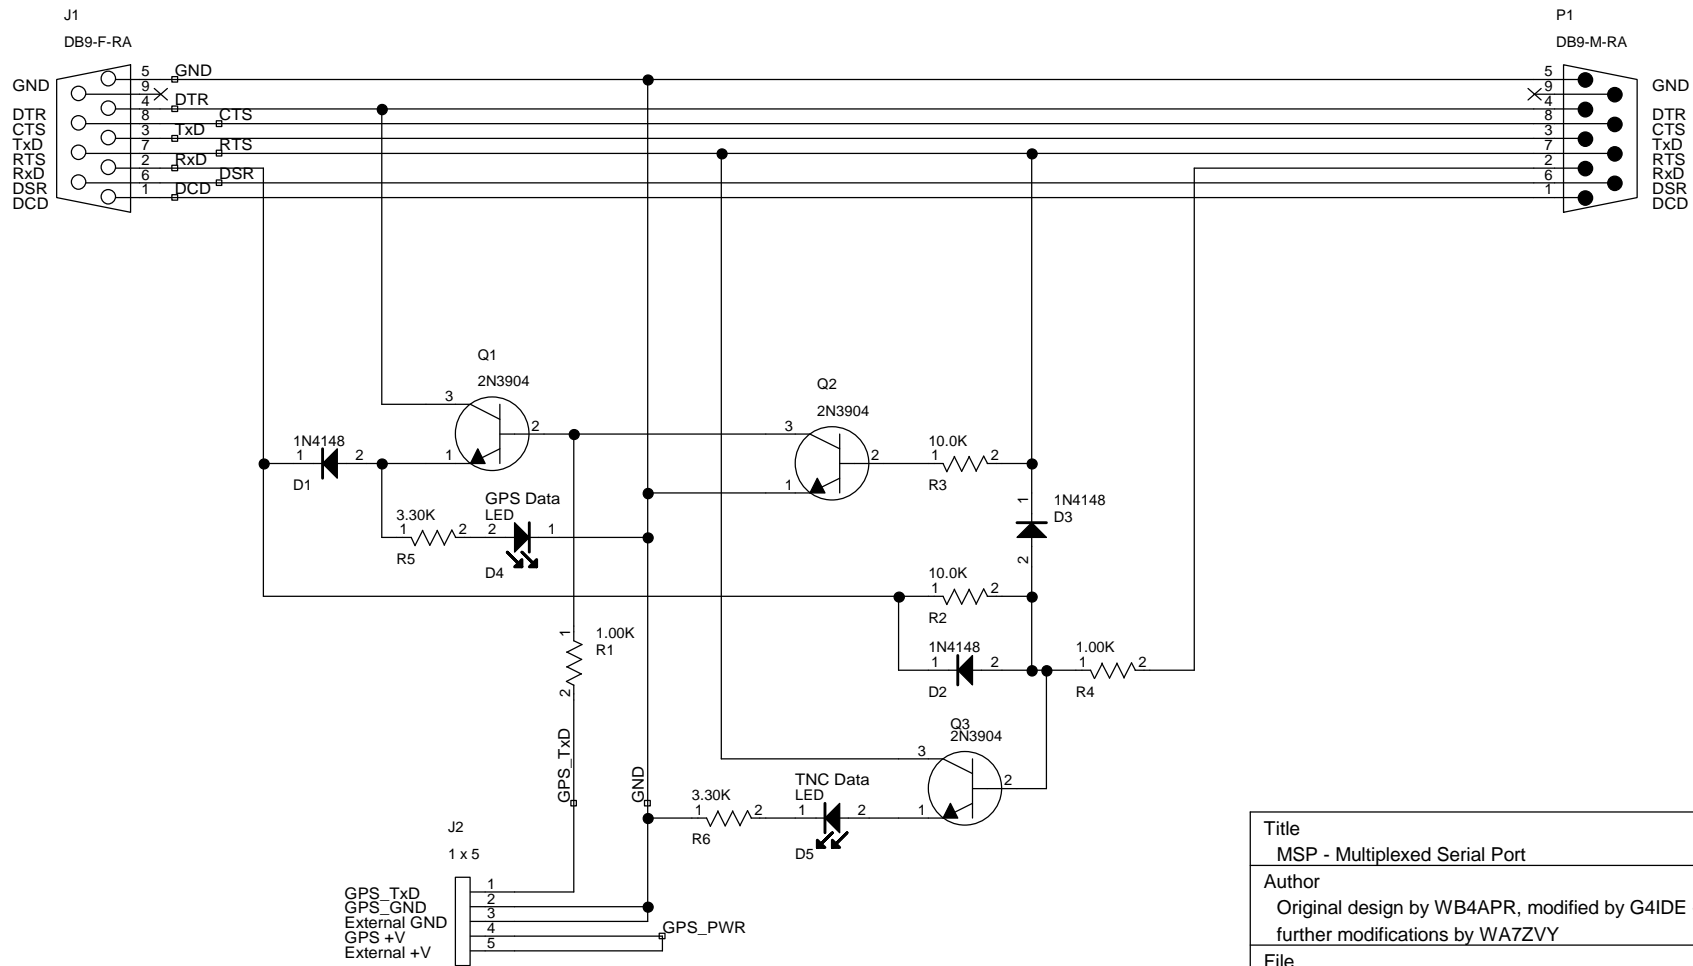 J1
P1
DB9-F-RA
DB9-M-RA
5
GND
5
9
9
GND
GND
4
DTR
4
DTR
8
CTS
8
DTR
CTS
3
TxD
3
CTS
TxD
7
RTS
7
TxD
RTS
2
RxD
2
RTS
RxD
6
DSR
6
RxD
DSR
1
DCD
1
DSR
DCD
DCD
Q1
2N3904
Q2
2N3904
3
2
3
1N4148
10.0K
1
2
1
2
1
2
D1
R3
1
GPS Data
LED
1
1N4148
D3
3.30K
1
2
2
1
R5
D4
2
10.0K
1
2
R2
1
1.00K
R1
1N4148
1
2
D2
1.00K
1
2
R4
2
Q3
2N3904
GPS_TxD
GND
3
2
TNC Data
LED
3.30K
1
2
1
2
1
R6
D5
J2
1 x 5
GPS_TxD
1
GPS_GND
2
External GND
3
GPS +V
4
GPS_PWR
External +V
5
Title
MSP - Multiplexed Serial Port
Author
Original design by WB4APR, modified by G4IDE
further modifications by WA7ZVY
File